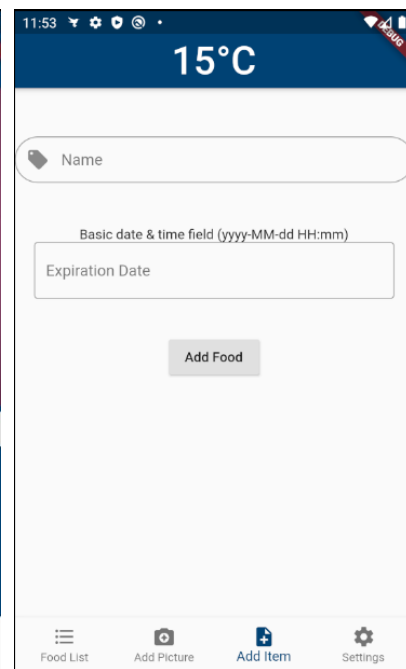 11:53
DEBUG
15°C
Name
Basic date & time field (yyyy-MM-dd HH:mm)
Expiration Date
Add Food
Food List
Add Picture
Add Item
Settings